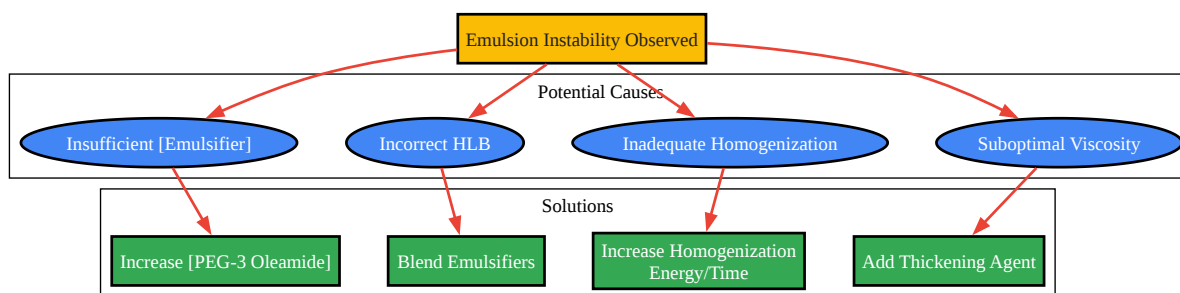 Emulsion Instability Observed
Potential Causes
Insufficient [Emulsifier]
Incorrect HLB
Inadequate Homogenization
Suboptimal Viscosity
Solutions
Increase [PEG-3 Oleamide]
Blend Emulsifiers
Increase Homogenization
Energy/Time
Add Thickening Agent